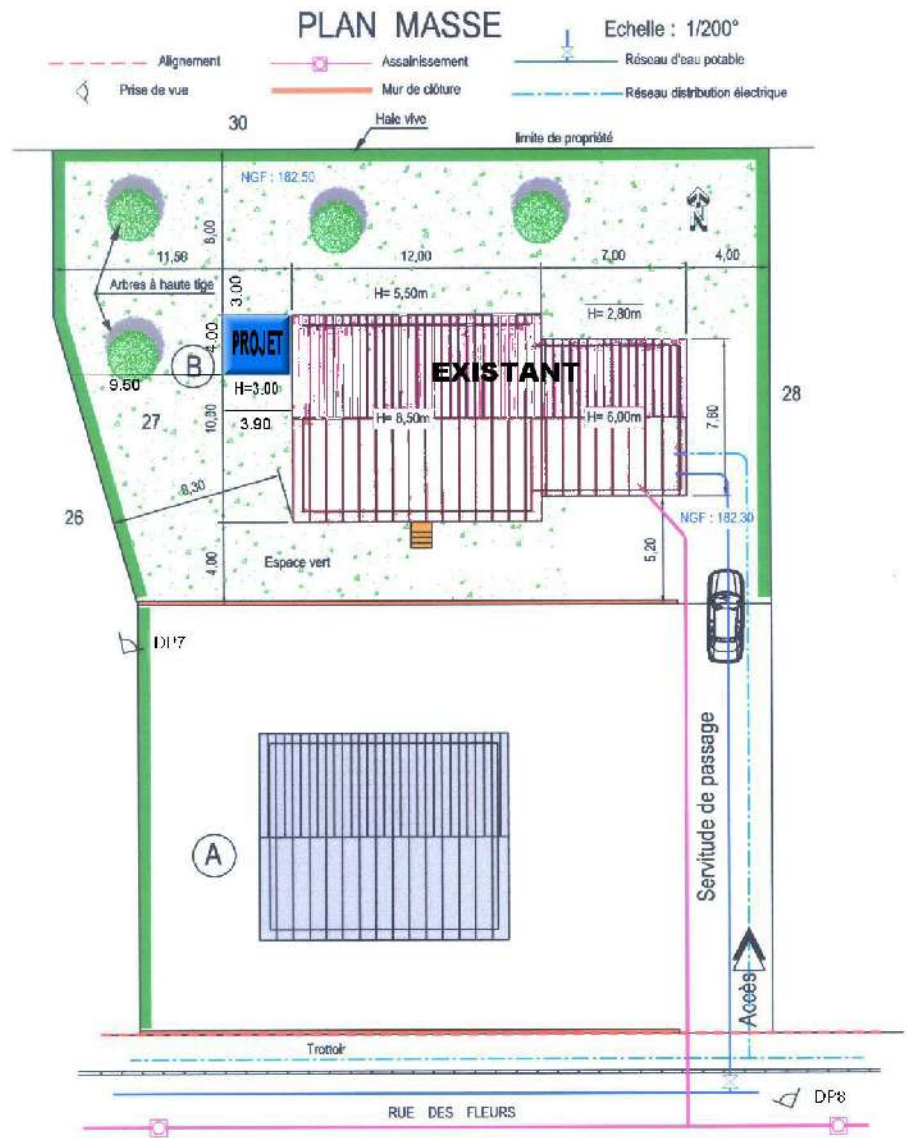 PLAN MASSE
Echelle : 1/200°
Alignement
Assainissement
Réseau d'eau potable
Prise de vue
Mur de clôture
Réseau distribution électrique
30
Haie vive
limite de propriété
NGF : 182.50
N
8,00
11,56
12,00
7,00
4,00
Arbres à haute tige
3.00
H= 5,50m
H= 2,80m
4.00
PROJET
EXISTANT
B
9.50
H=3.00
28
27
10,00
3.90
H= 8,50m
H= 6,00m
7,80
8,30
26
NGF : 182.30
4,00
5,20
Espace vert
DP7
Servitude de passage
A
Accès
Trottoir
DP8
RUE DES FLEURS